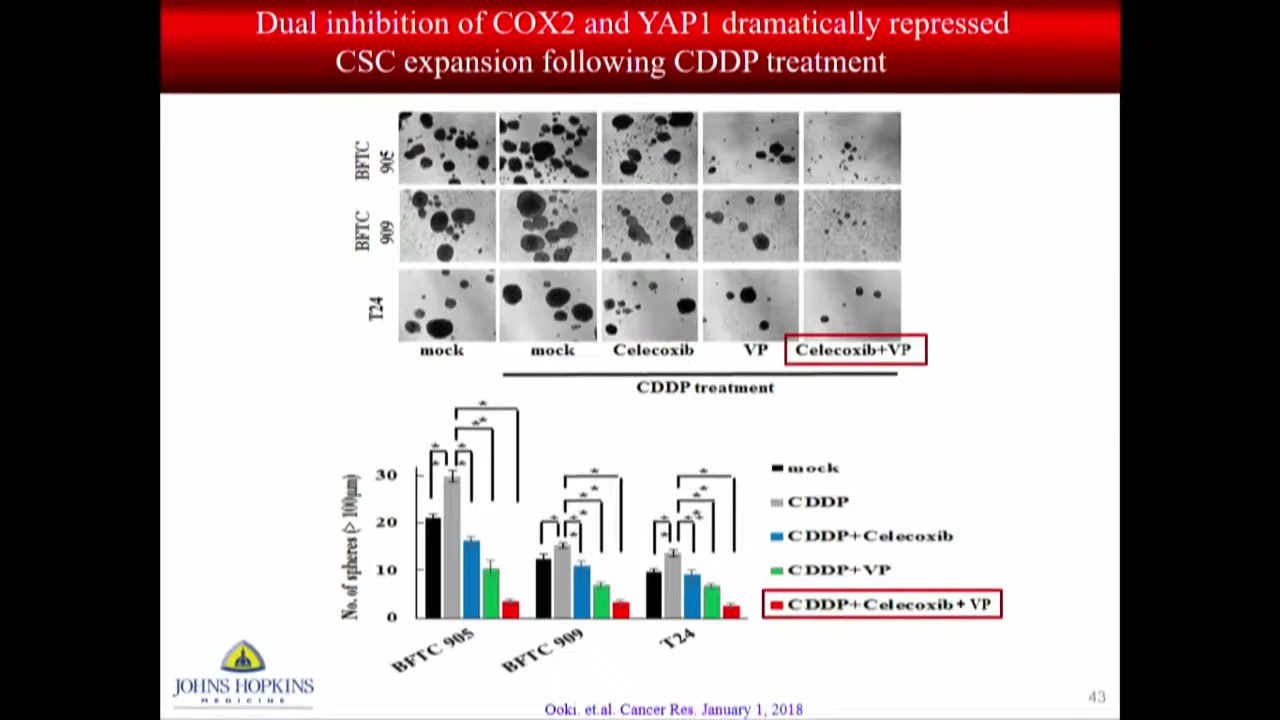 Dual inhibition of COX2 and YAP1 dramatically repressed
CSC expansion following CDDP treatment
BFTC
905
BFTC
909
T24
mock mock Celecoxib VP Celecoxib+VP
CDDP treatment
No. of spheres (> 100μm)
30
20
10
0
* * * * * *
* * * * * *
* * * * * *
BFTC 905 BFTC 909 T24
mock
CDDP
CDDP+Celecoxib
CDDP+VP
CDDP+Celecoxib + VP
JOHNS HOPKINS
MEDICINE
Ooki. et.al. Cancer Res. January 1, 2018
43